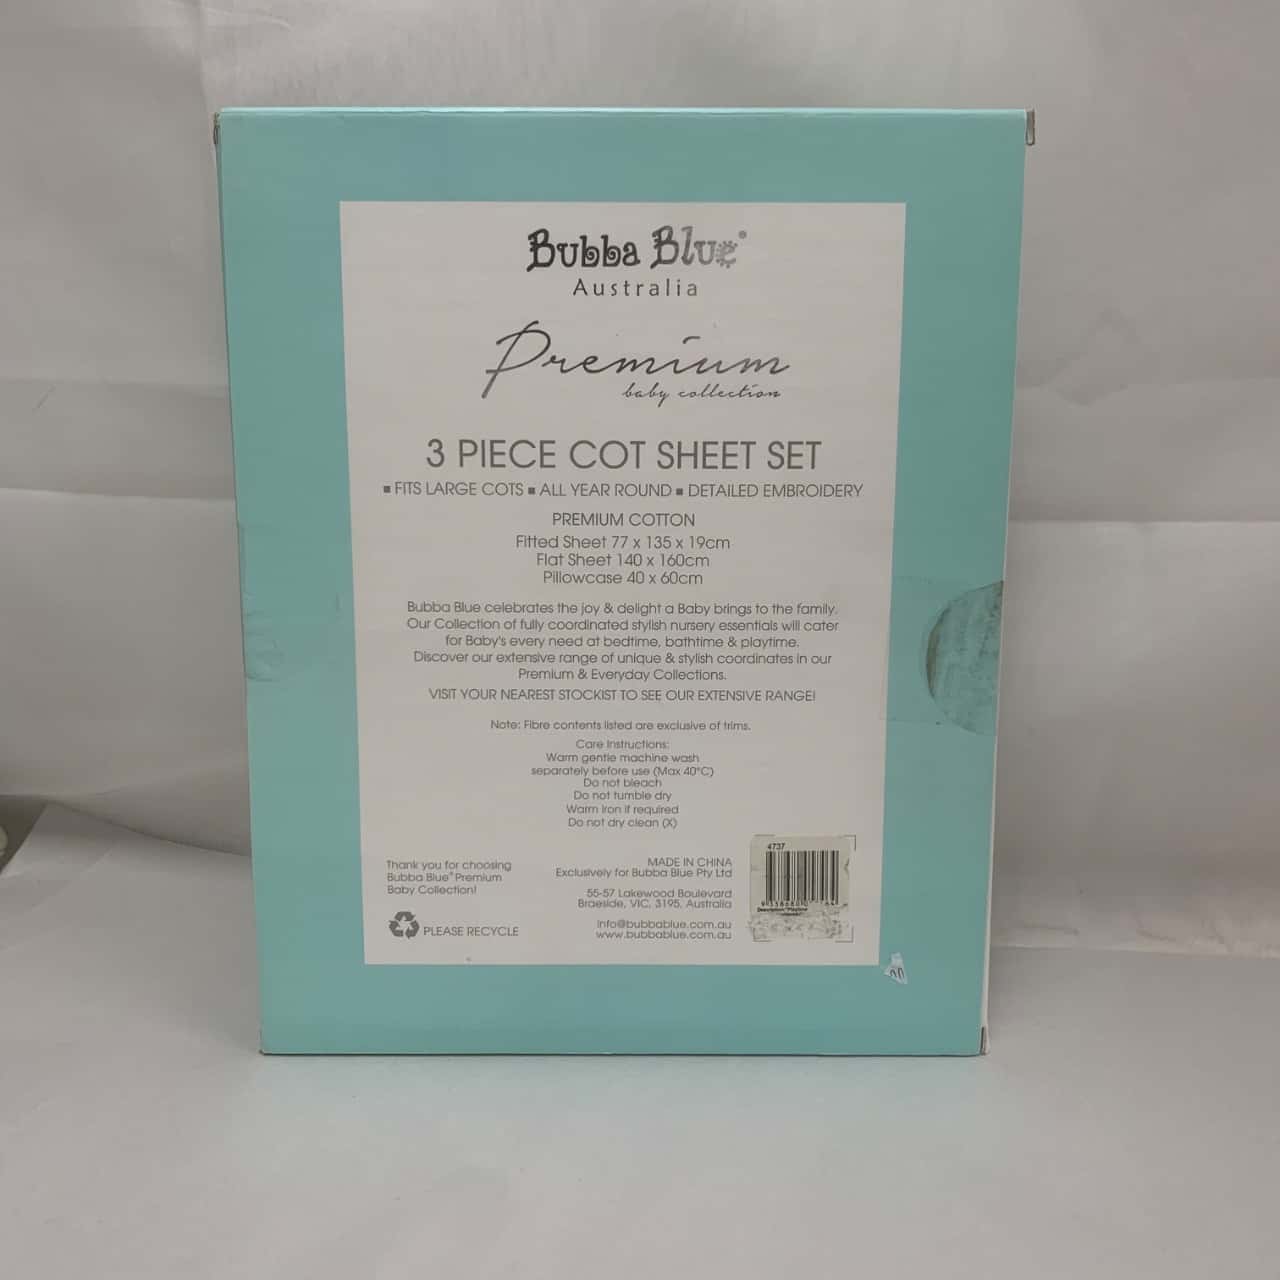 Bubba Blue®
Australia
Premium
baby collection
3 PIECE COT SHEET SET
▪ FITS LARGE COTS ▪ ALL YEAR ROUND ▪ DETAILED EMBROIDERY
PREMIUM COTTON
Fitted Sheet 77 x 135 x 19cm
Flat Sheet 140 x 160cm
Pillowcase 40 x 60cm
Bubba Blue celebrates the joy & delight a Baby brings to the family.
Our Collection of fully coordinated stylish nursery essentials will cater
for Baby's every need at bedtime, bathtime & playtime.
Discover our extensive range of unique & stylish coordinates in our
Premium & Everyday Collections.
VISIT YOUR NEAREST STOCKIST TO SEE OUR EXTENSIVE RANGE!
Note: Fibre contents listed are exclusive of trims.
Care Instructions:
Warm gentle machine wash
separately before use (Max 40°C)
Do not bleach
Do not tumble dry
Warm Iron if required
Do not dry clean (X)
Thank you for choosing
Bubba Blue® Premium
Baby Collection!
PLEASE RECYCLE
MADE IN CHINA
Exclusively for Bubba Blue Pty Ltd
55-57 Lakewood Boulevard
Braeside, VIC, 3195, Australia
info@bubbablue.com.au
www.bubbablue.com.au
4737